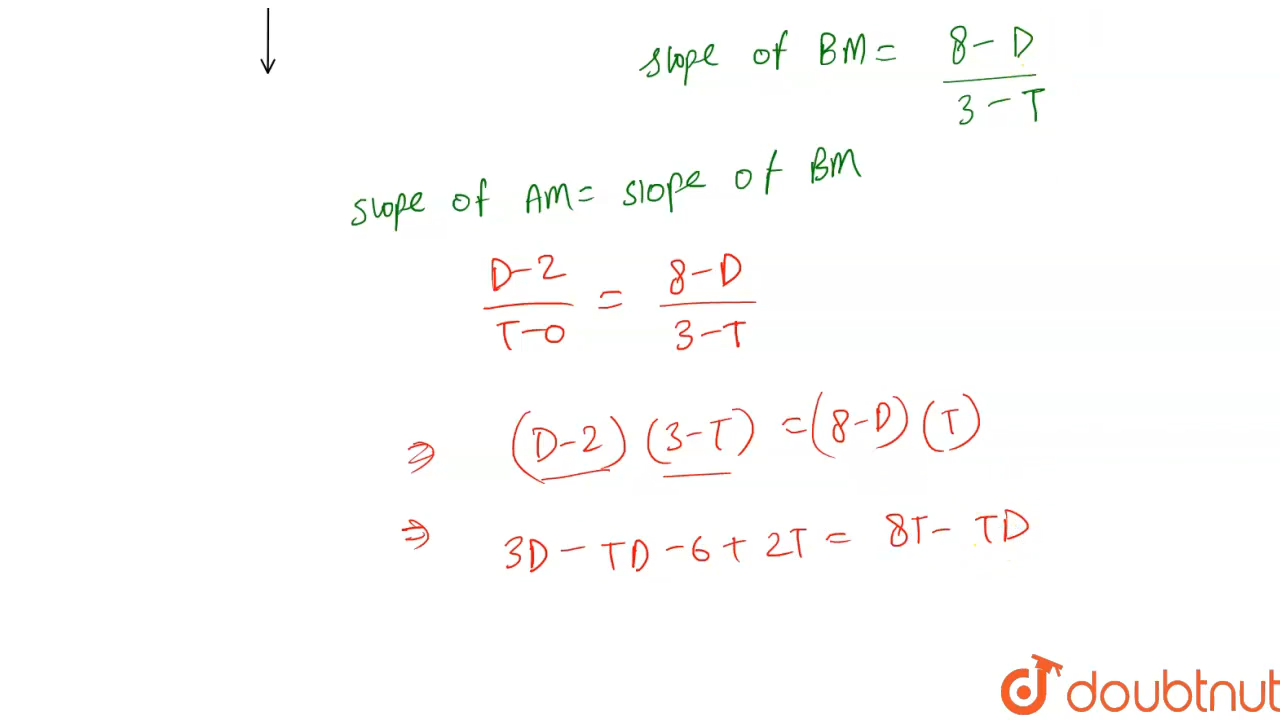 slope of BM = 8 - D / 3 - T
slope of AM = slope of BM
D - 2 / T - 0 = 8 - D / 3 - T
⇒ (D - 2) (3 - T) = (8 - D) (T)
⇒ 3D - TD - 6 + 2T = 8T - TD
doubtnut